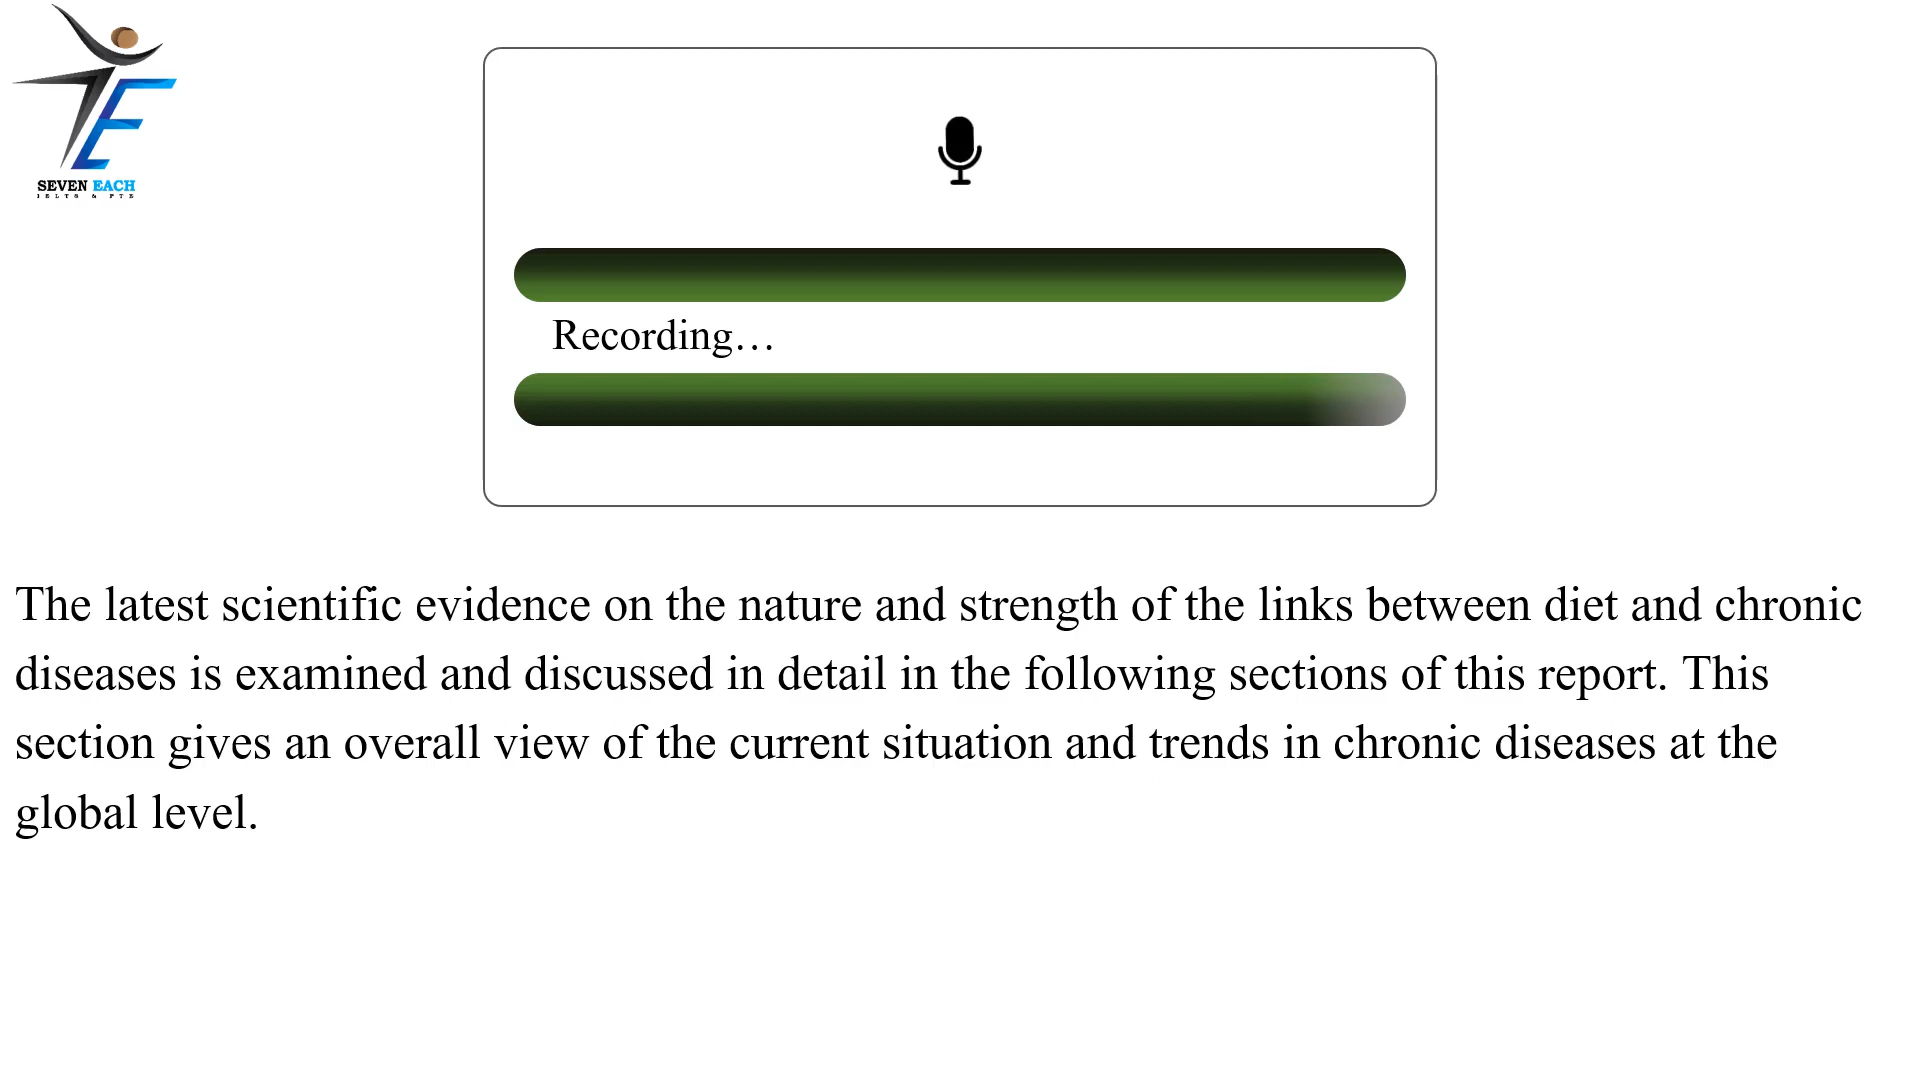 SEVEN EACH
IELTS & PTE
Recording…
The latest scientific evidence on the nature and strength of the links between diet and chronic
diseases is examined and discussed in detail in the following sections of this report. This
section gives an overall view of the current situation and trends in chronic diseases at the
global level.